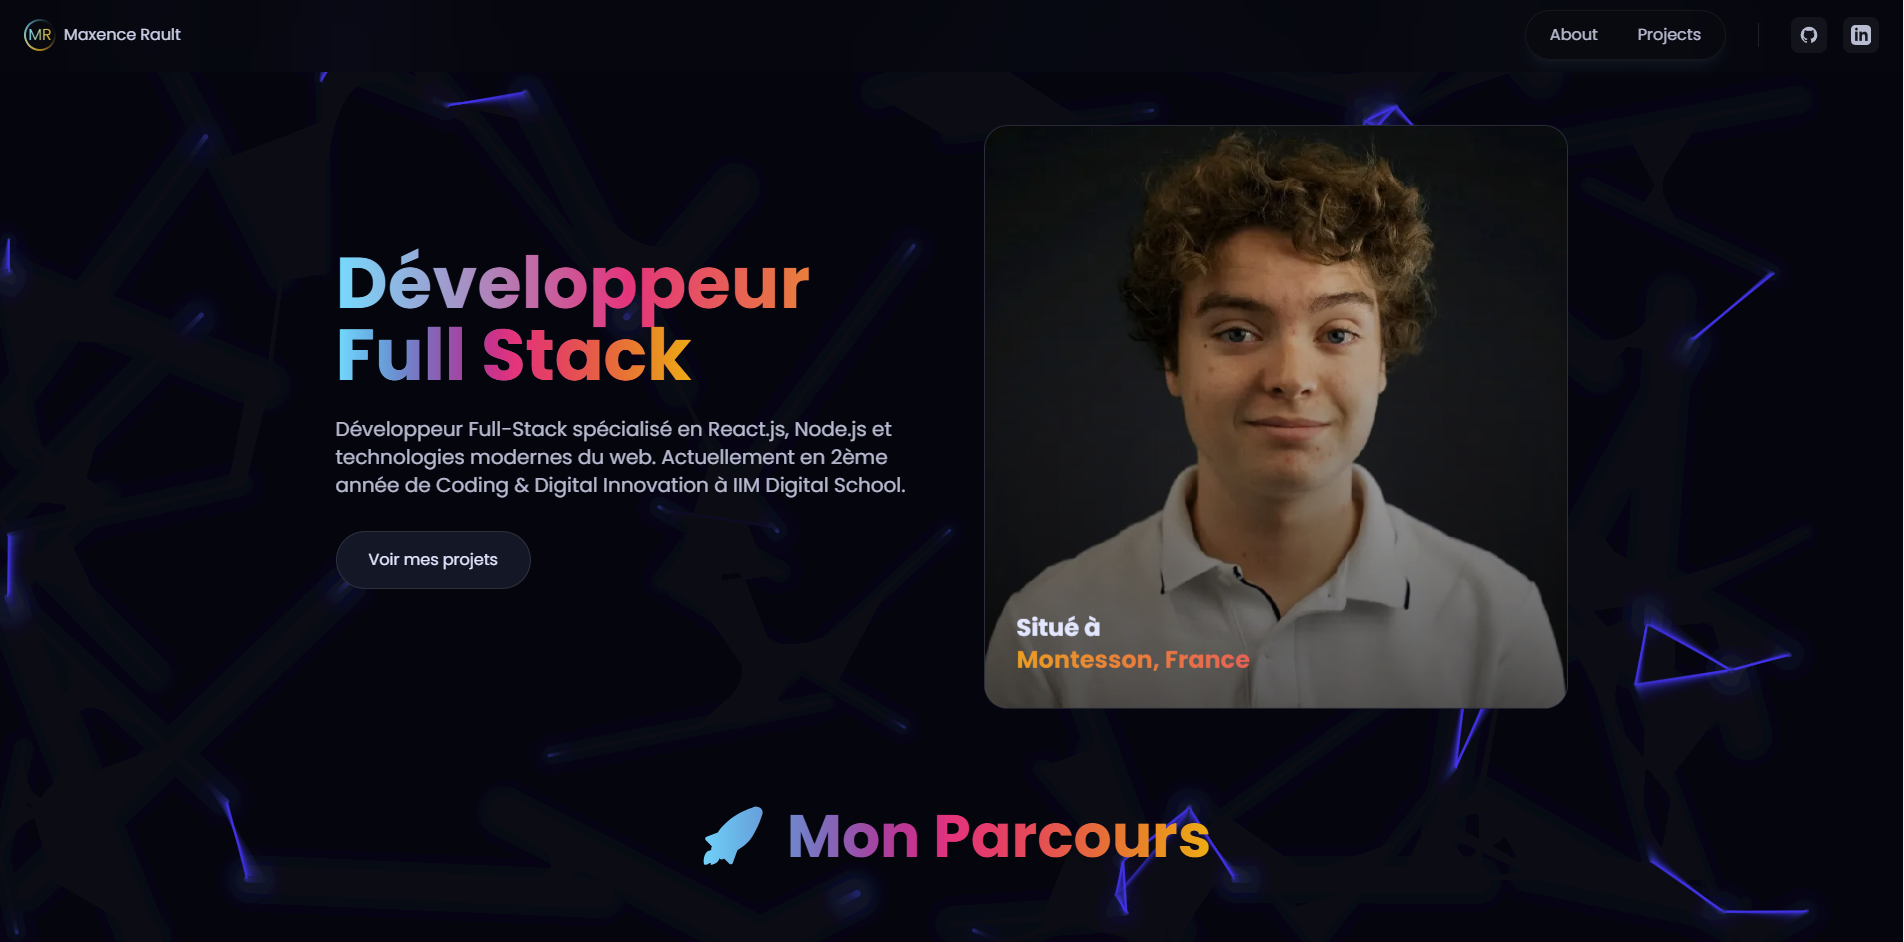 MR Maxence Rault
About Projects
Développeur
Full Stack
Développeur Full-Stack spécialisé en React.js, Node.js et
technologies modernes du web. Actuellement en 2ème
année de Coding & Digital Innovation à IIM Digital School.
Voir mes projets
Situé à
Montesson, France
Mon Parcours